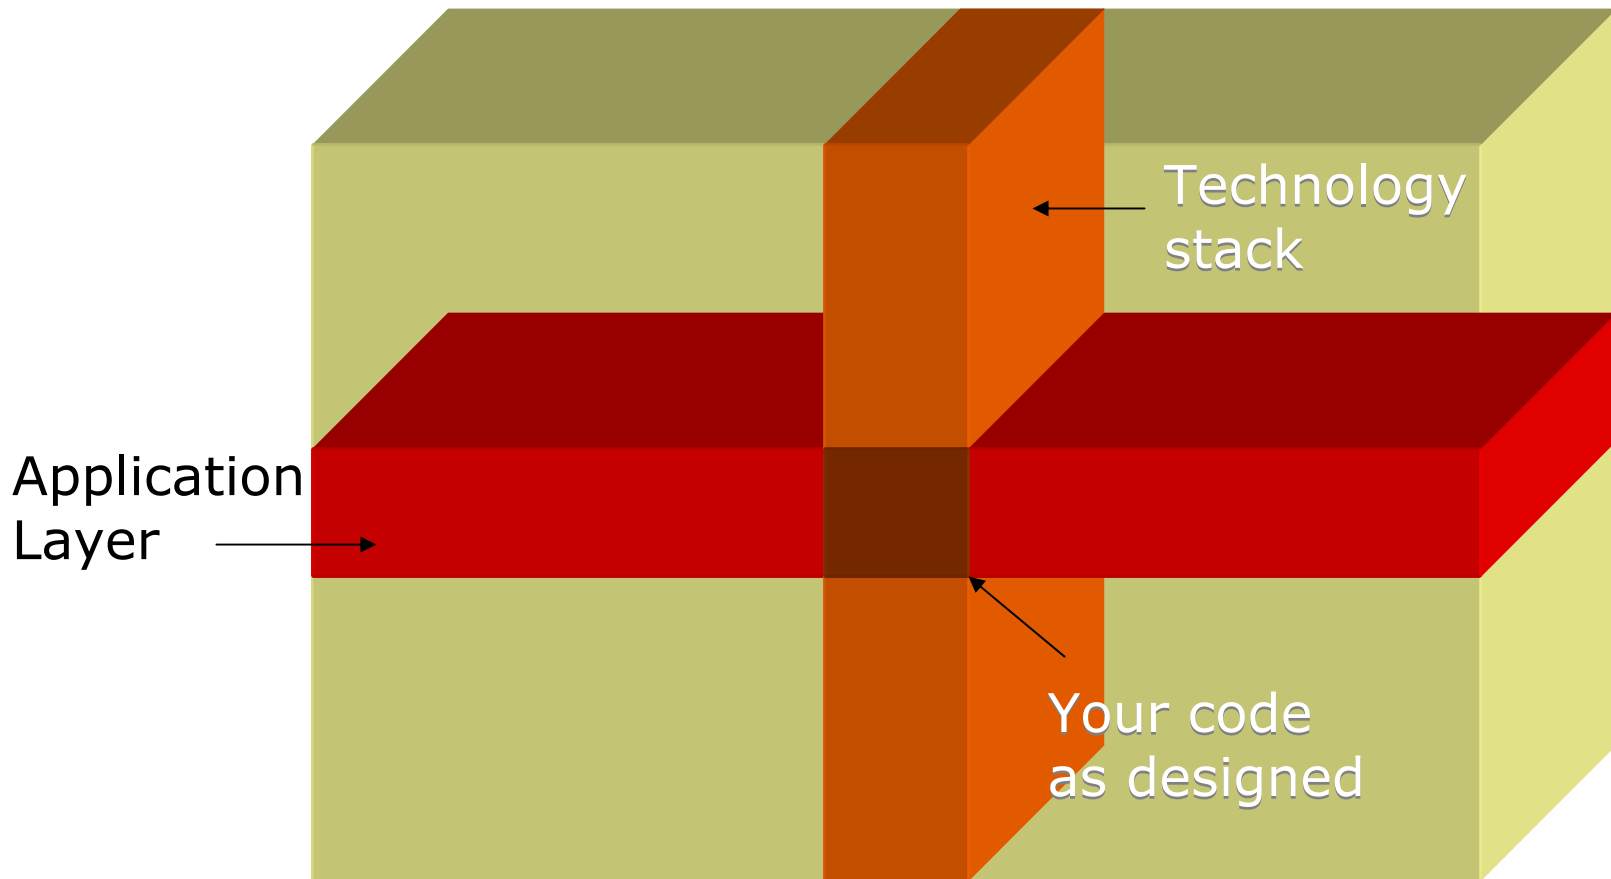 Technology
stack
Application
Layer
Your code
as designed